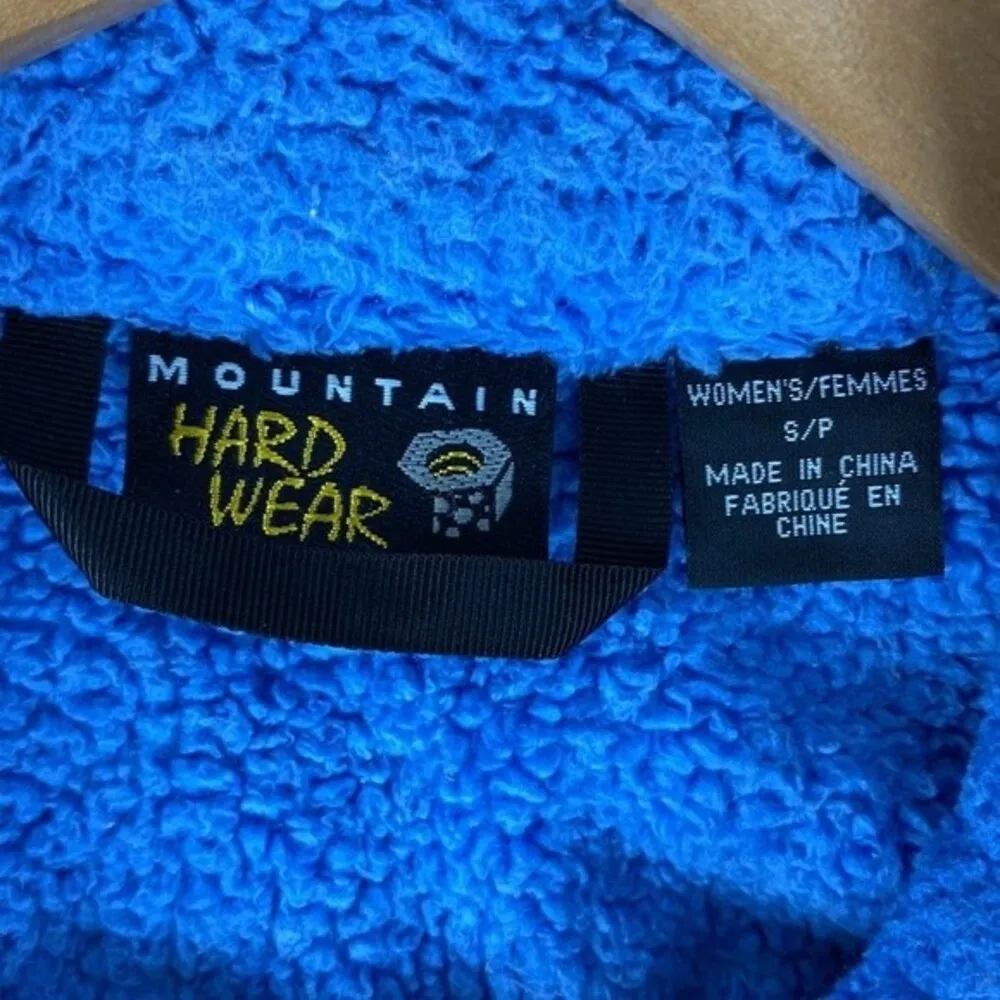 MOUNTAIN
HARD
WEAR
WOMEN'S/FEMMES
S/P
MADE IN CHINA
FABRIQUÉ EN
CHINE